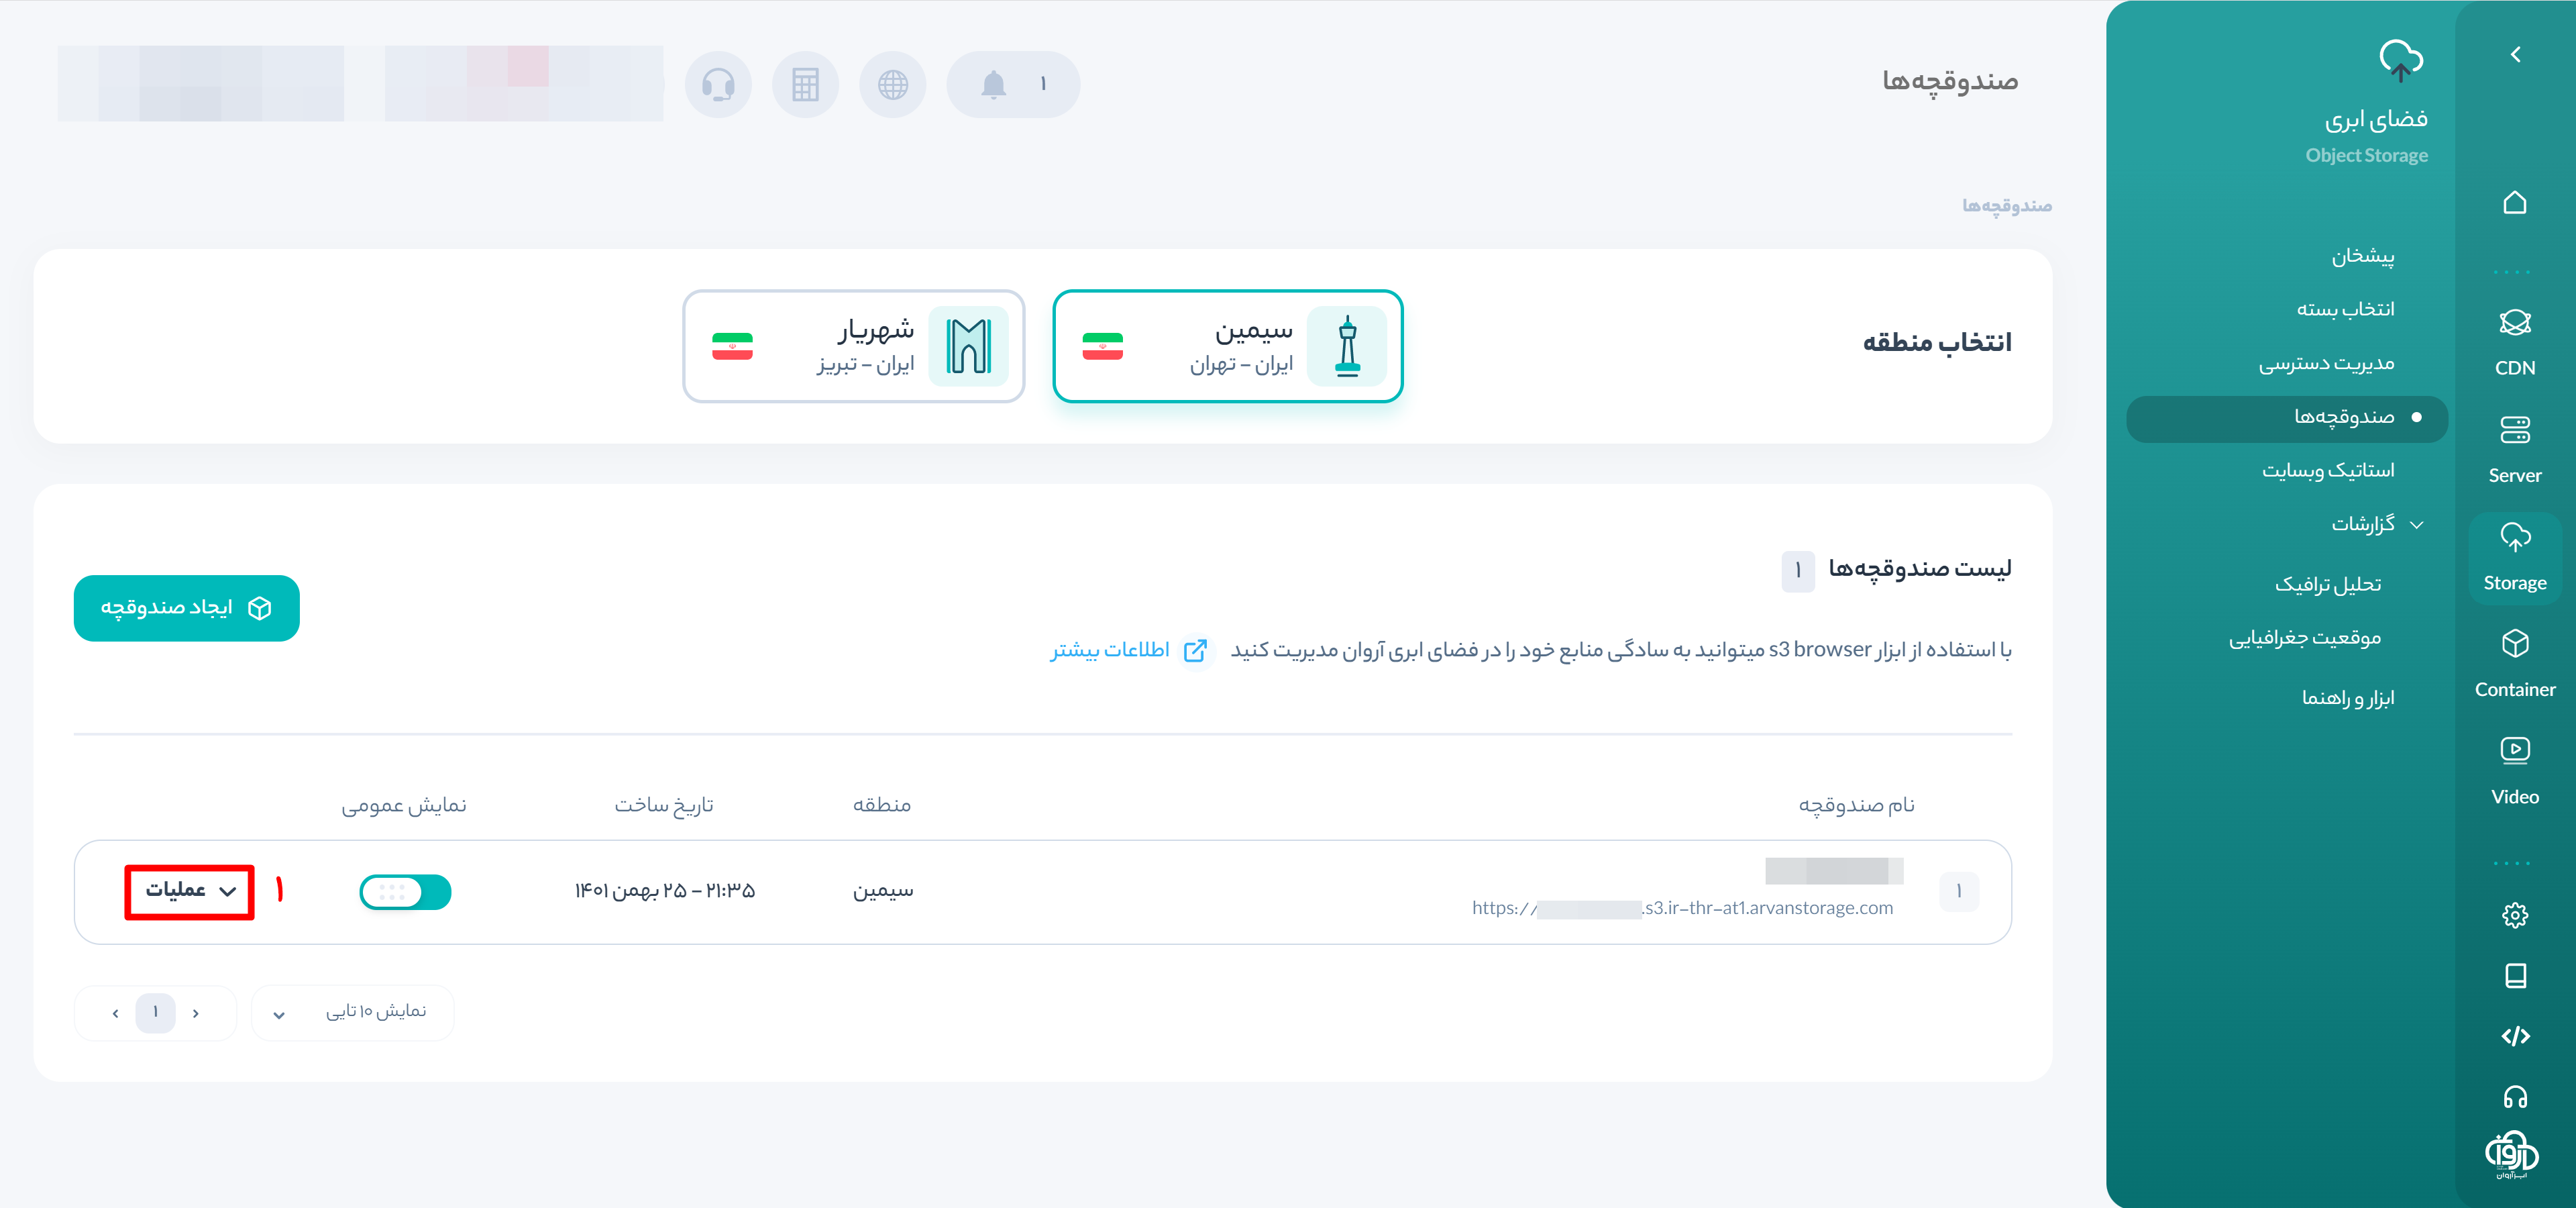 CDN
Server
Storage
Container
Video
ابر آروان
فضای ابری
Object Storage
پیشخان
انتخاب بسته
مدیریت دسترسی
صندوقچه‌ها
استاتیک وبسایت
گزارشات
تحلیل ترافیک
موقعیت جغرافیایی
ابزار و راهنما
صندوقچه‌ها
۱
صندوقچه‌ها
انتخاب منطقه
سیمین
ایران - تهران
شهریار
ایران - تبریز
لیست صندوقچه‌ها ۱
ایجاد صندوقچه
با استفاده از ابزار s3 browser میتوانید به سادگی منابع خود را در فضای ابری آروان مدیریت کنید اطلاعات بیشتر
نام صندوقچه منطقه تاریخ ساخت نمایش عمومی
۱ سیمین ۲۱:۳۵ - ۲۵ بهمن ۱۴۰۱ ۱ عملیات
https:// .s3.ir-thr-at1.arvanstorage.com
نمایش ۱۰ تایی
‹ ۱ ›